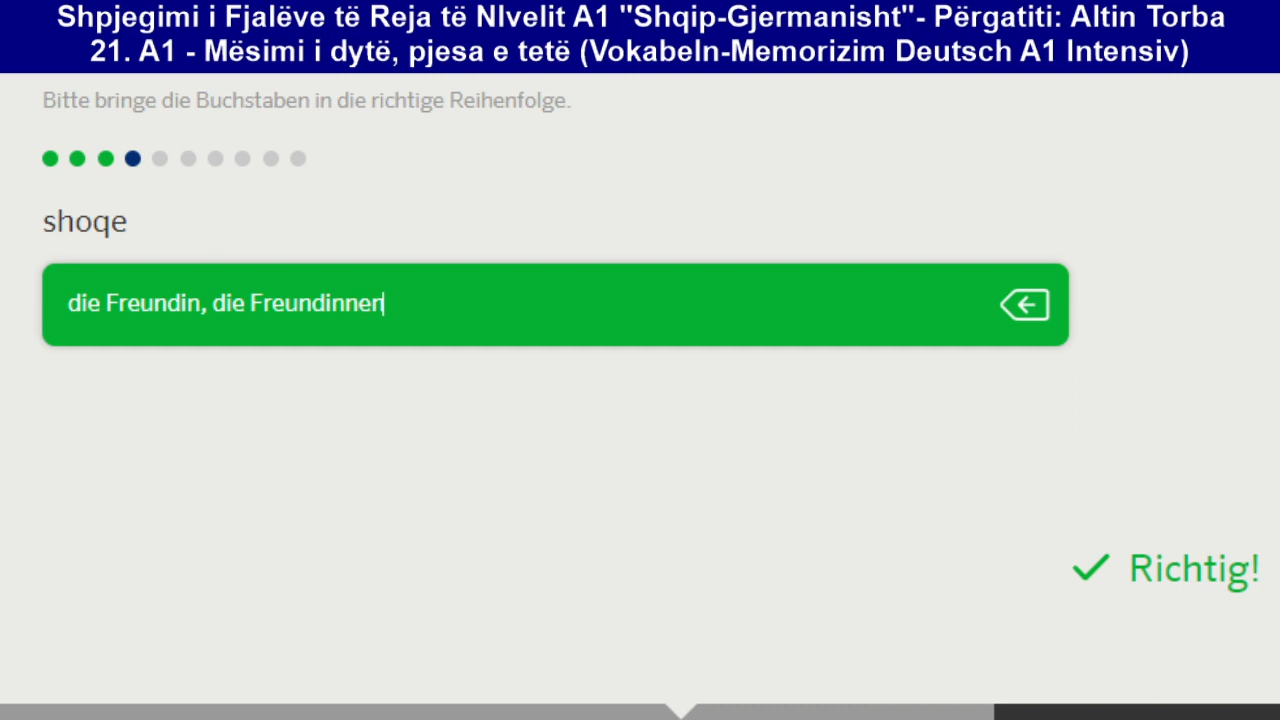 Shpjegimi i Fjalëve të Reja të NIvelit A1 "Shqip-Gjermanisht"- Përgatiti: Altin Torba
21. A1 - Mësimi i dytë, pjesa e tetë (Vokabeln-Memorizim Deutsch A1 Intensiv)
Bitte bringe die Buchstaben in die richtige Reihenfolge.
shoqe
die Freundin, die Freundinnen
Richtig!